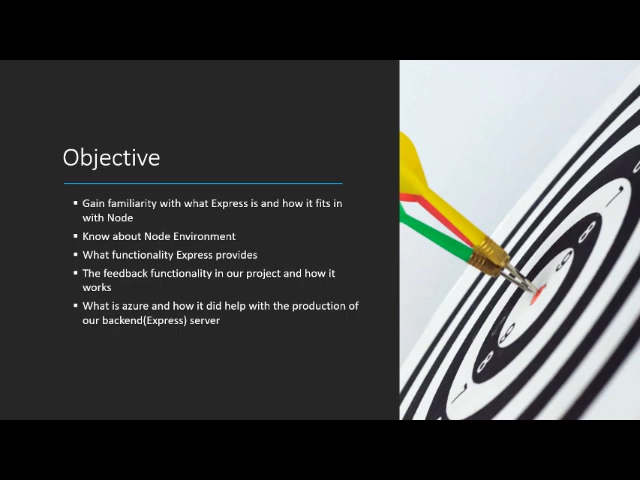 Objective
▪ Gain familiarity with what Express is and how it fits in
with Node
▪ Know about Node Environment
▪ What functionality Express provides
▪ The feedback functionality in our project and how it
works
▪ What is azure and how it did help with the production of
our backend(Express) server